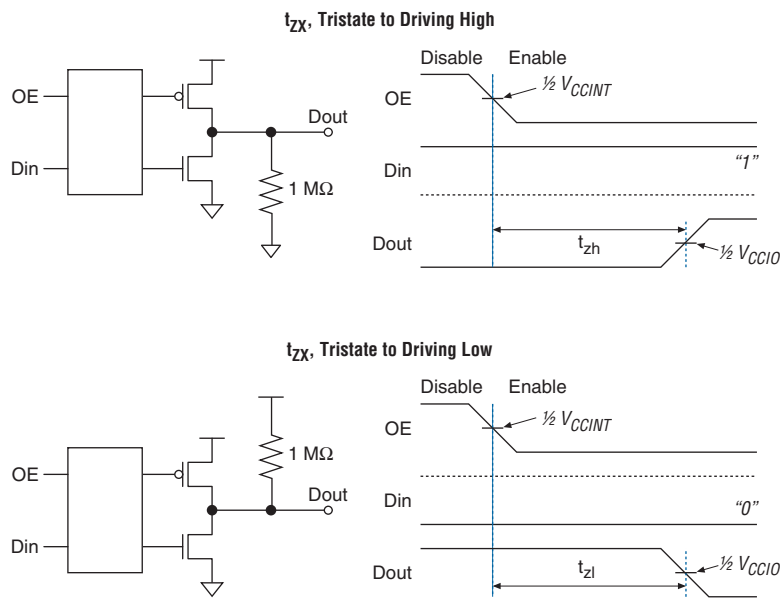 tZX, Tristate to Driving High
Disable Enable
OE
Din
Dout
1 MΩ
OE
½ VCCINT
Din
"1"
Dout
tzh
½ VCCIO
tZX, Tristate to Driving Low
Disable Enable
OE
Din
1 MΩ
Dout
OE
½ VCCINT
Din
"0"
Dout
tzl
½ VCCIO